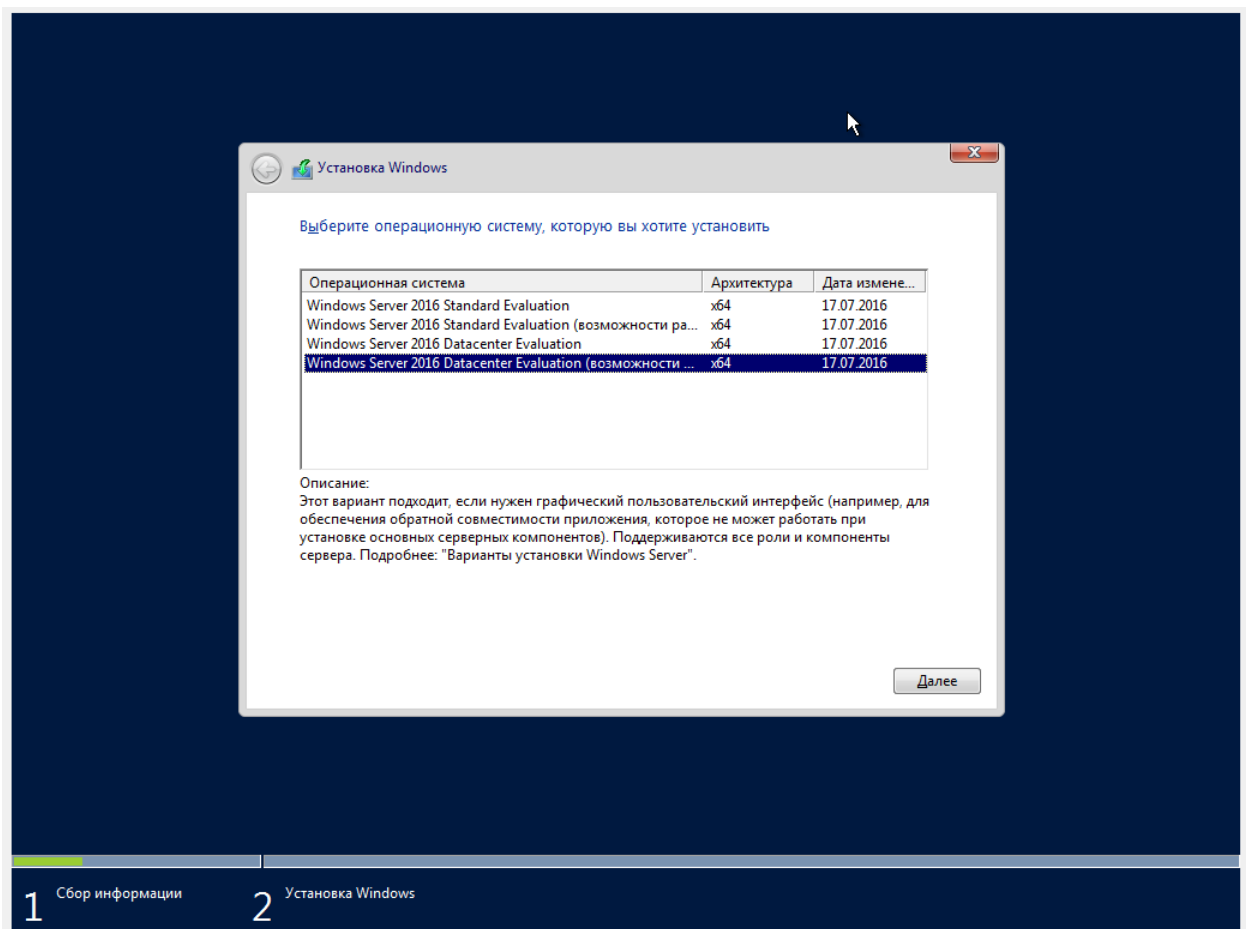 Установка Windows
Выберите операционную систему, которую вы хотите установить
Операционная система Архитектура Дата измене...
Windows Server 2016 Standard Evaluation x64 17.07.2016
Windows Server 2016 Standard Evaluation (возможности ра... x64 17.07.2016
Windows Server 2016 Datacenter Evaluation x64 17.07.2016
Windows Server 2016 Datacenter Evaluation (возможности ... x64 17.07.2016
Описание:
Этот вариант подходит, если нужен графический пользовательский интерфейс (например, для
обеспечения обратной совместимости приложения, которое не может работать при
установке основных серверных компонентов). Поддерживаются все роли и компоненты
сервера. Подробнее: "Варианты установки Windows Server".
Далее
1 Сбор информации 2 Установка Windows